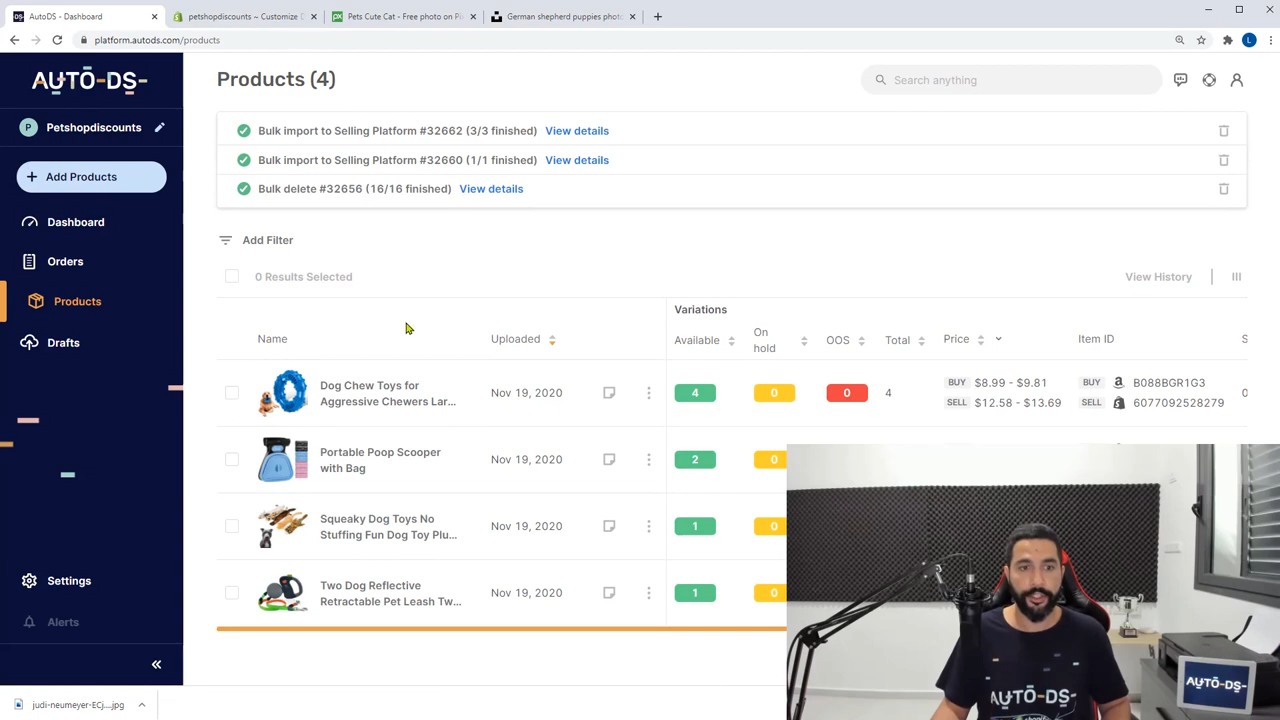 AutoDS - Dashboard
petshopdiscounts ~ Customize D
Pets Cute Cat - Free photo on Pi
German shepherd puppies photo
platform.autods.com/products
L
AUTO-DS
P Petshopdiscounts
Add Products
Dashboard
Orders
Products
Drafts
Settings
Alerts
Products (4)
Search anything
Bulk import to Selling Platform #32662 (3/3 finished) View details
Bulk import to Selling Platform #32660 (1/1 finished) View details
Bulk delete #32656 (16/16 finished) View details
Add Filter
0 Results Selected
View History
Variations
Name
Uploaded
Available
On hold
OOS
Total
Price
Item ID
S
Dog Chew Toys for
Aggressive Chewers Lar...
Nov 19, 2020
4
0
0
4
BUY $8.99 - $9.81
SELL $12.58 - $13.69
BUY B088BGR1G3
SELL 6077092528279
0
Portable Poop Scooper
with Bag
Nov 19, 2020
2
0
Squeaky Dog Toys No
Stuffing Fun Dog Toy Plu...
Nov 19, 2020
1
0
Two Dog Reflective
Retractable Pet Leash Tw...
Nov 19, 2020
1
0
AUTO-DS
AUTO-DS
judi-neumeyer-ECj....jpg